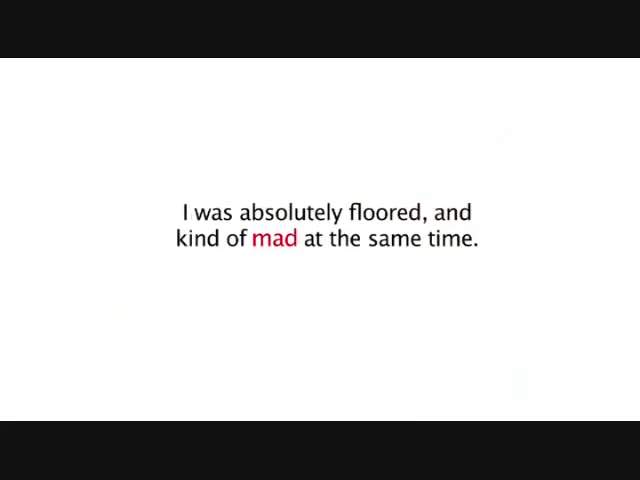 I was absolutely floored, and
kind of mad at the same time.